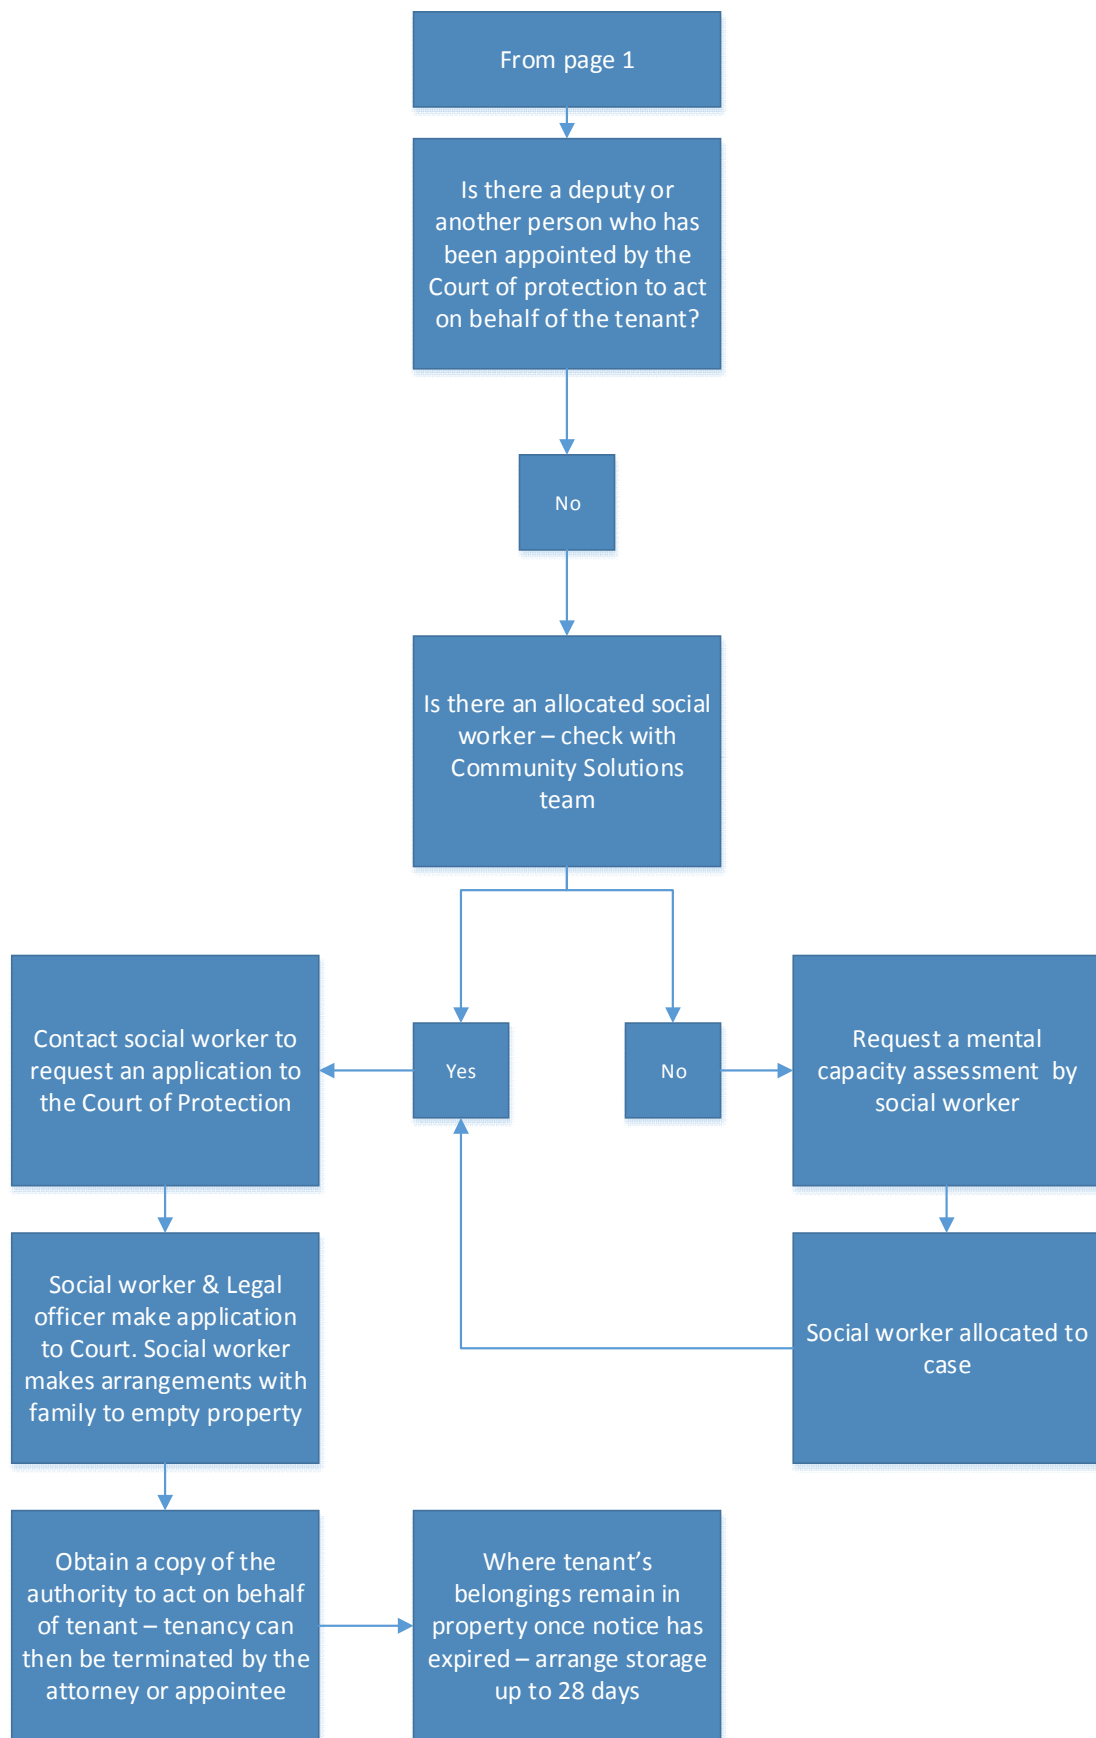 From page 1
Is there a deputy or
another person who has
been appointed by the
Court of protection to act
on behalf of the tenant?
No
Is there an allocated social
worker – check with
Community Solutions
team
Contact social worker to
request an application to
the Court of Protection
Yes
No
Request a mental
capacity assessment by
social worker
Social worker & Legal
officer make application
to Court. Social worker
makes arrangements with
family to empty property
Social worker allocated to
case
Obtain a copy of the
authority to act on behalf
of tenant – tenancy can
then be terminated by the
attorney or appointee
Where tenant’s
belongings remain in
property once notice has
expired – arrange storage
up to 28 days